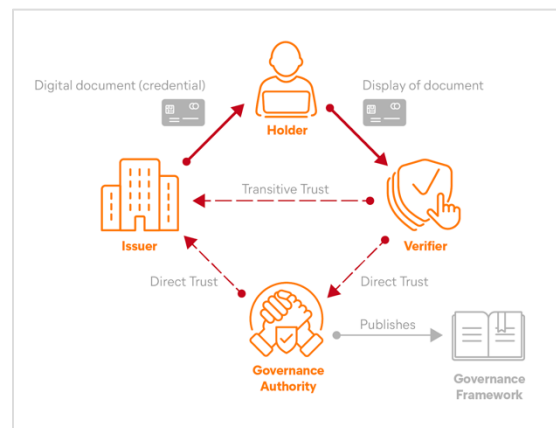 Digital document (credential)
Display of document
Holder
Transitive Trust
Issuer
Verifier
Direct Trust
Direct Trust
Publishes
Governance
Authority
Governance
Framework